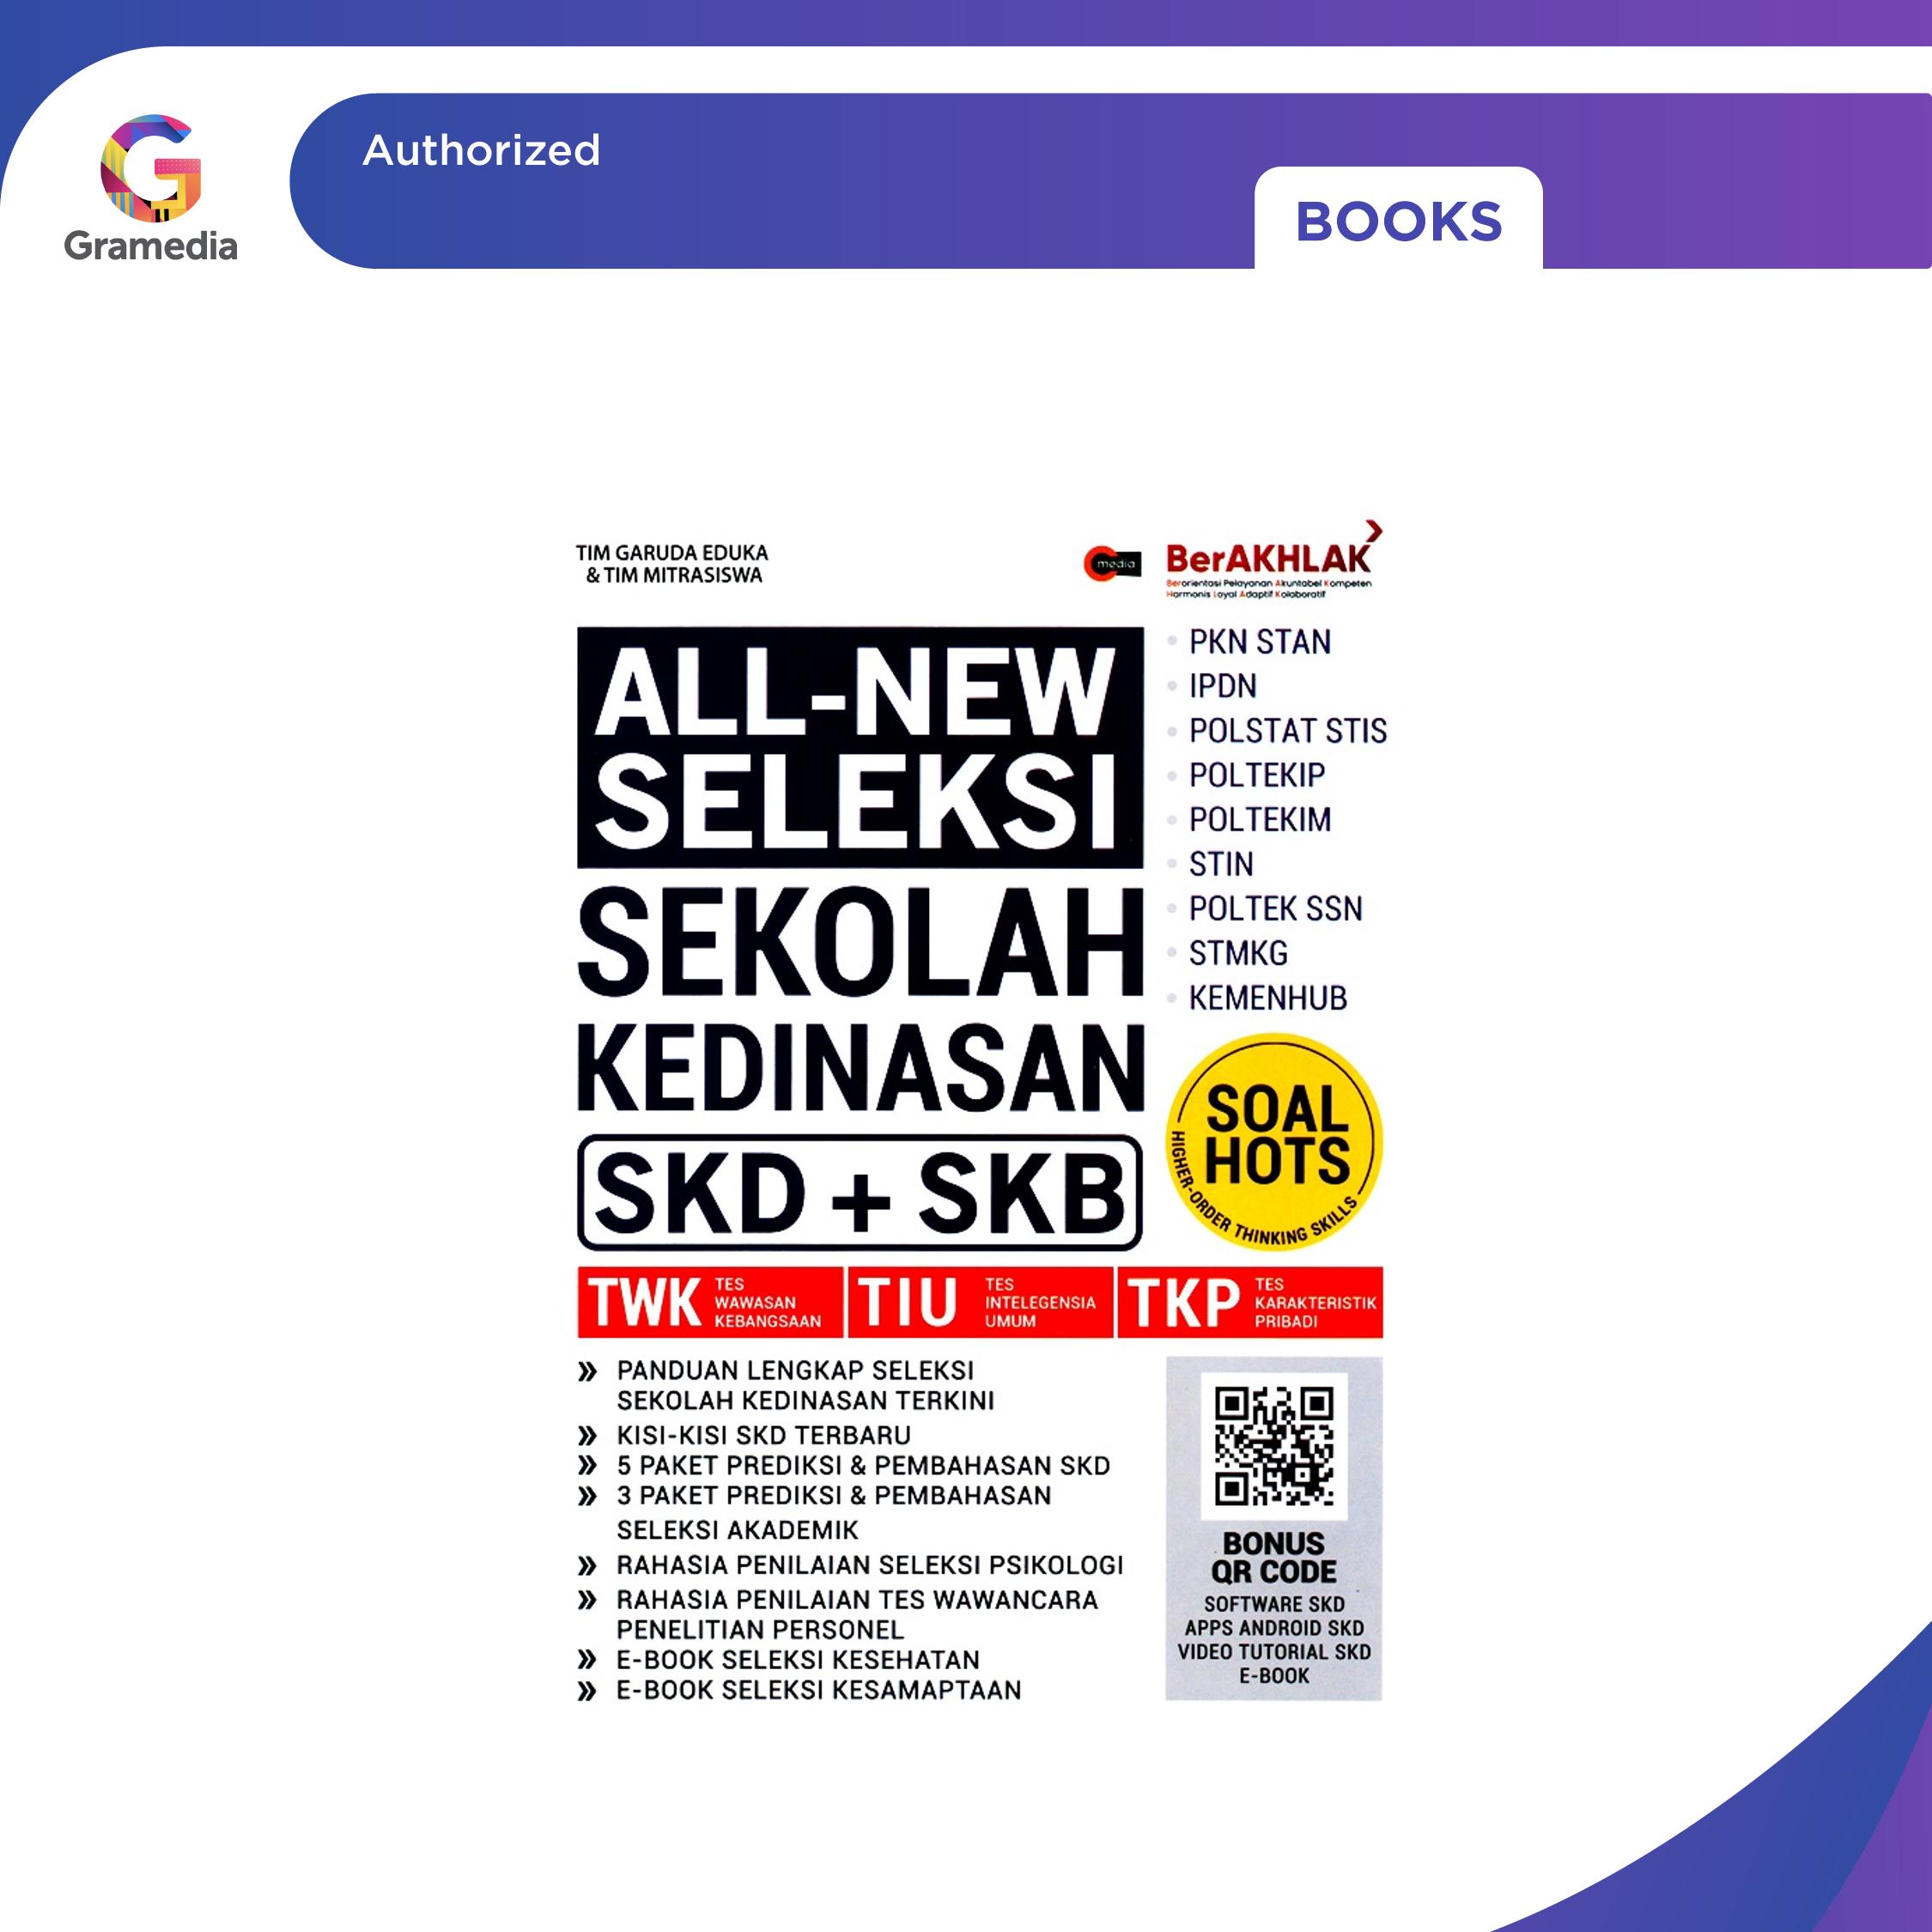 Gramedia
Authorized
BOOKS
TIM GARUDA EDUKA
& TIM MITRASISWA
media
BerAKHLAK
Berorientasi Pelayanan Akuntabel Kompeten
Harmonis Loyal Adaptif Kolaboratif
ALL-NEW
SELEKSI
SEKOLAH
KEDINASAN
SKD + SKB
PKN STAN
IPDN
POLSTAT STIS
POLTEKIP
POLTEKIM
STIN
POLTEK SSN
STMKG
KEMENHUB
SOAL
HOTS
HIGHER-ORDER THINKING SKILLS
TWK TES
WAWASAN
KEBANGSAAN
TIU TES
INTELEGENSIA
UMUM
TKP TES
KARAKTERISTIK
PRIBADI
PANDUAN LENGKAP SELEKSI
SEKOLAH KEDINASAN TERKINI
KISI-KISI SKD TERBARU
5 PAKET PREDIKSI & PEMBAHASAN SKD
3 PAKET PREDIKSI & PEMBAHASAN
SELEKSI AKADEMIK
RAHASIA PENILAIAN SELEKSI PSIKOLOGI
RAHASIA PENILAIAN TES WAWANCARA
PENELITIAN PERSONEL
E-BOOK SELEKSI KESEHATAN
E-BOOK SELEKSI KESAMAPTAAN
BONUS
QR CODE
SOFTWARE SKD
APPS ANDROID SKD
VIDEO TUTORIAL SKD
E-BOOK